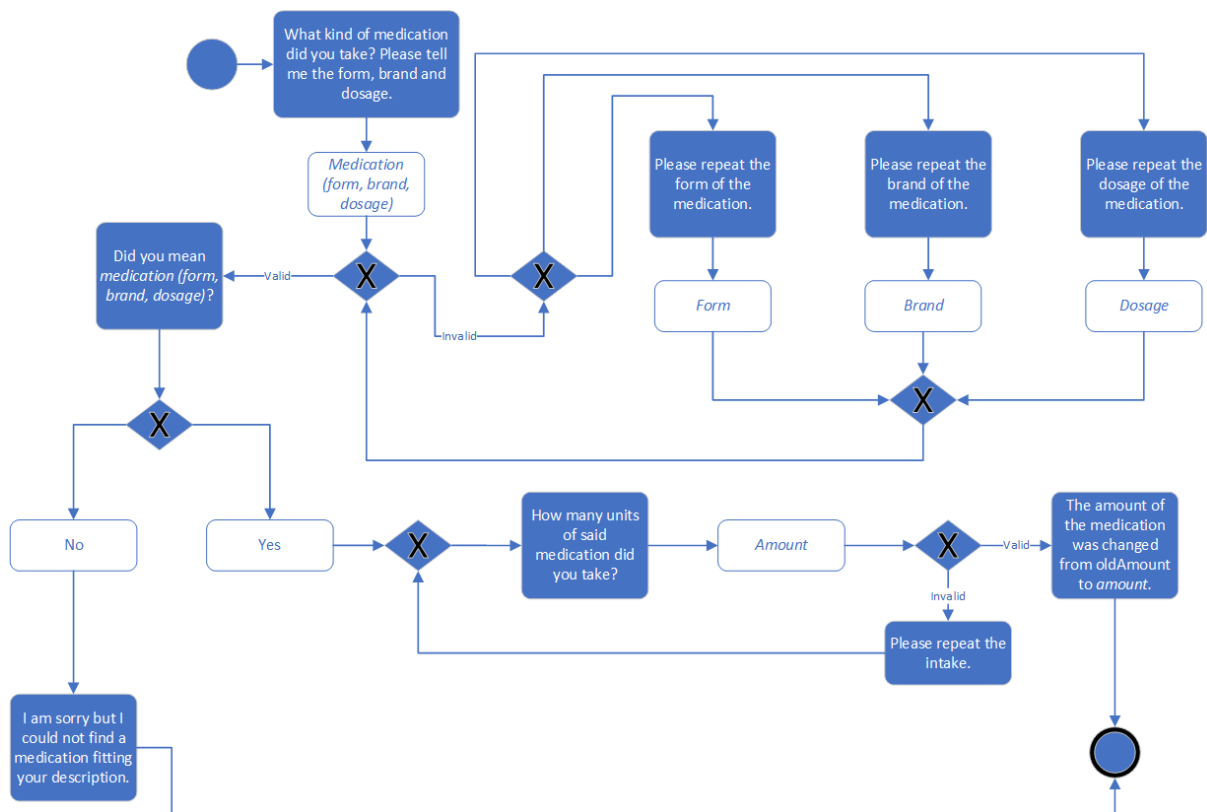 What kind of medication
did you take? Please tell
me the form, brand and
dosage.
Medication
(form, brand,
dosage)
Please repeat the
form of the
medication.
Please repeat the
brand of the
medication.
Please repeat the
dosage of the
medication.
Did you mean
medication (form,
brand, dosage)?
Valid
X
Invalid
X
Form
Brand
Dosage
X
X
No
Yes
X
How many units
of said
medication did
you take?
Amount
X
Valid
Invalid
The amount of
the medication
was changed
from oldAmount
to amount.
Please repeat the
intake.
I am sorry but I
could not find a
medication fitting
your description.